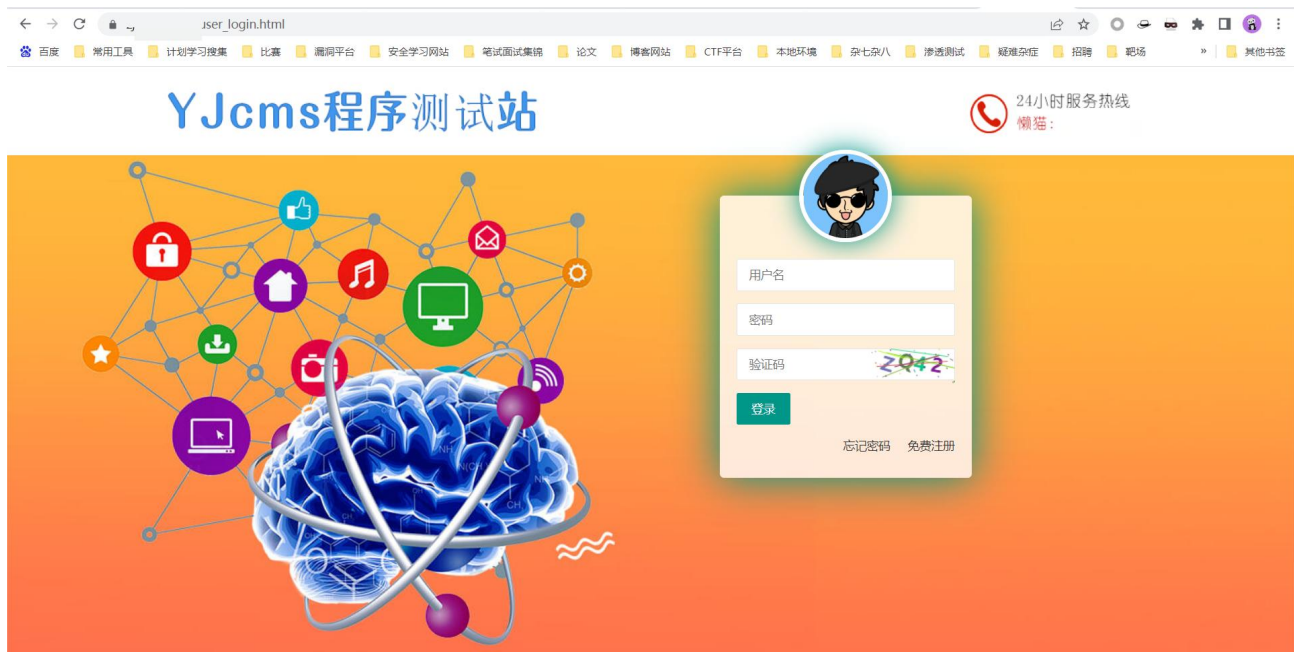 user_login.html
百度 常用工具 计划学习搜集 比赛 漏洞平台 安全学习网站 笔试面试集锦 论文 博客网站 CTF平台 本地环境 杂七杂八 渗透测试 疑难杂症 招聘 靶场 » 其他书签
YJcms程序测试站
24小时服务热线
懒猫：
用户名
密码
验证码 ZQ42
登录
忘记密码 免费注册
NH
CH